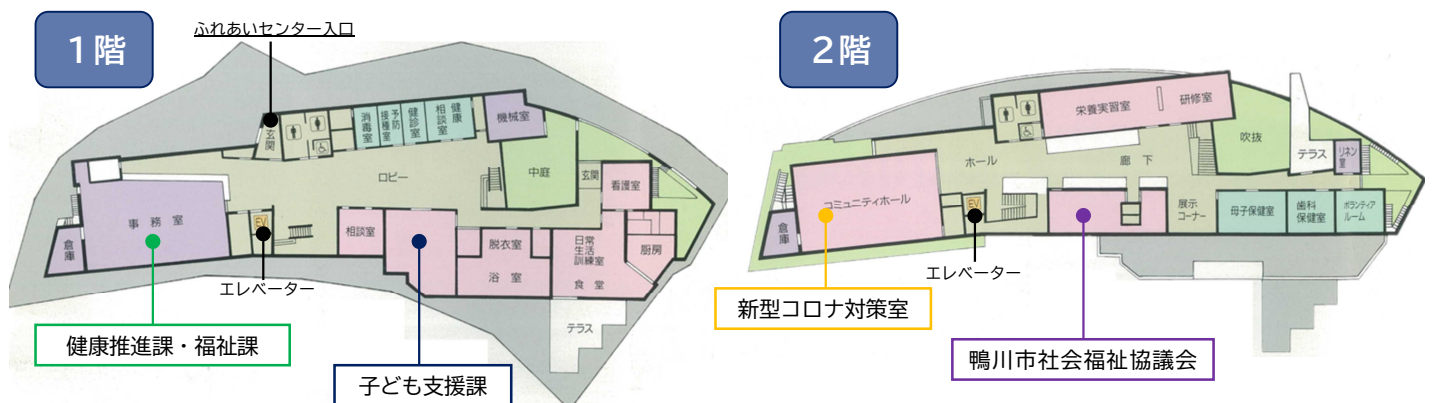 1階
ふれあいセンター入口
玄関
消毒室
予防接種室
健診室
健康相談室
機械室
中庭
ロビー
玄関
看護室
事務室
倉庫
EV
相談室
脱衣室
浴室
日常生活訓練室
食堂
厨房
テラス
エレベーター
健康推進課・福祉課
子ども支援課
2階
栄養実習室
研修室
吹抜
テラス
リネン室
ホール
廊下
コミュニティホール
倉庫
EV
展示コーナー
母子保健室
歯科保健室
ボランティアルーム
エレベーター
新型コロナ対策室
鴨川市社会福祉協議会